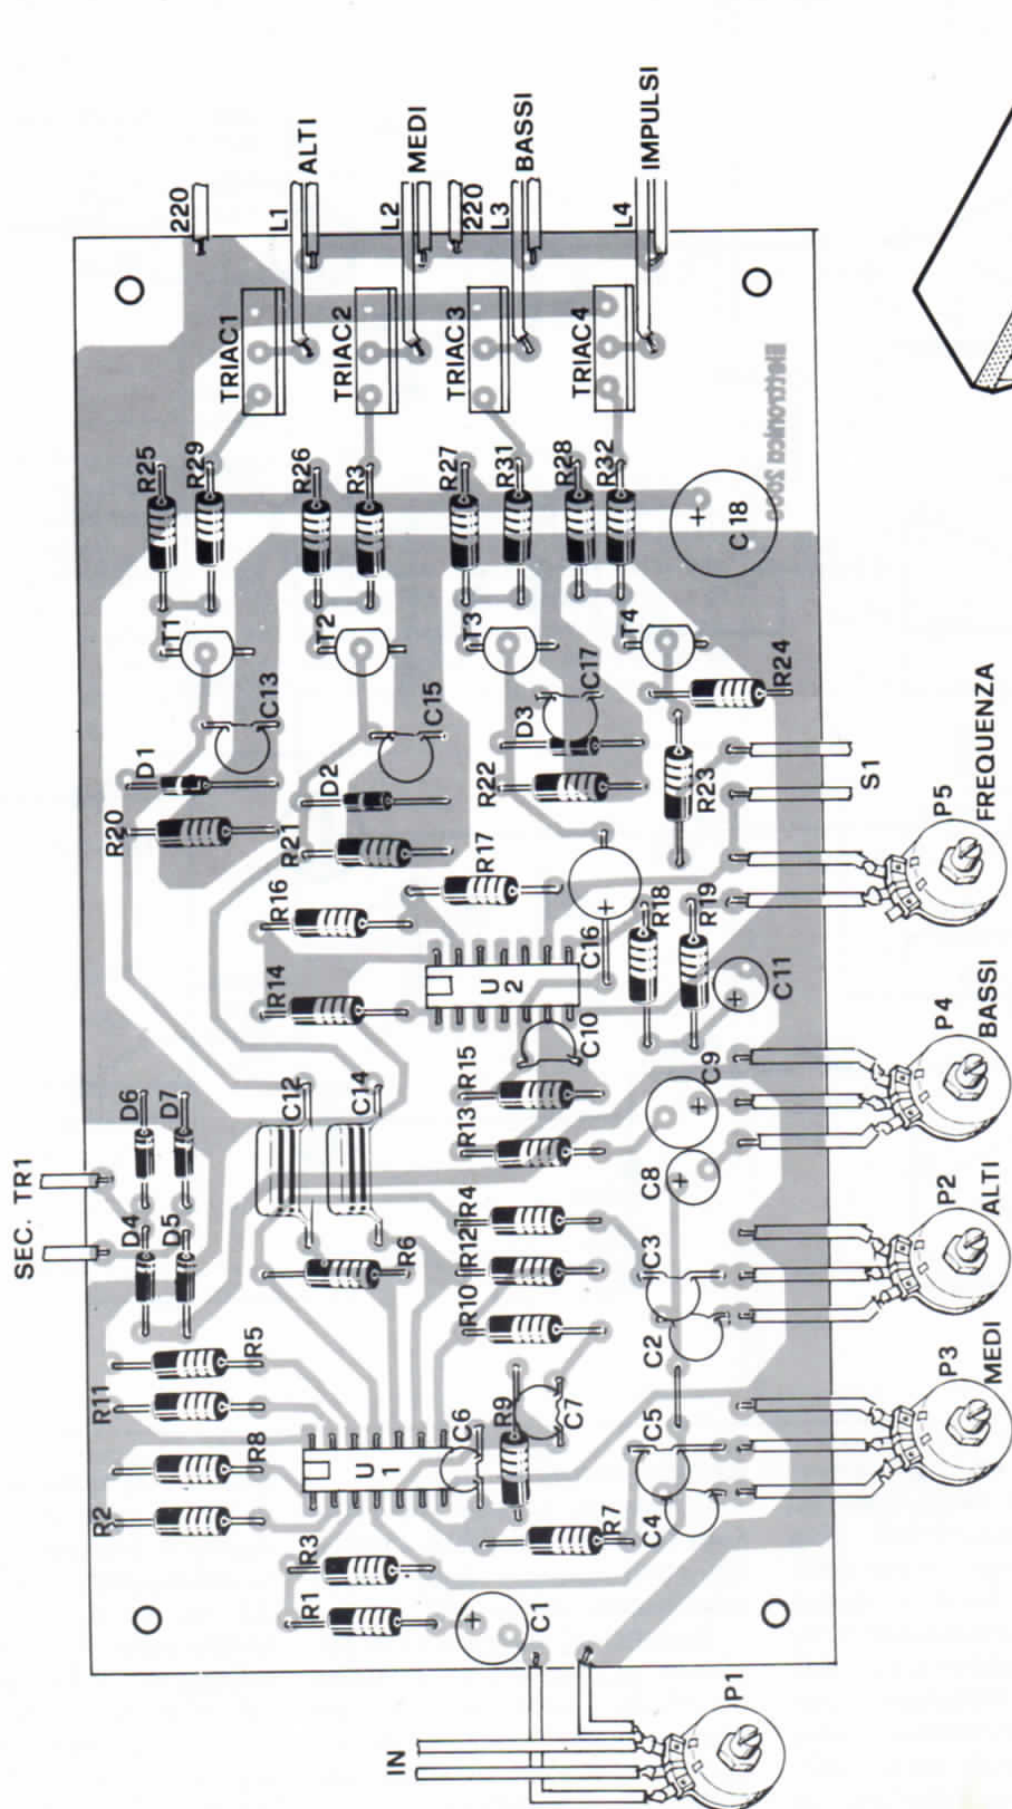 220
L1
ALTI
L2
MEDI
220
L3
BASSI
L4
IMPULSI
TRIAC1
TRIAC2
TRIAC3
TRIAC4
Elettronica
R25
R29
R26
R3
R27
R31
R28
R32
+
C18
T1
T2
T3
T4
C13
C15
C17
R24
D1
D2
D3
R20
R21
R22
R23
S1
R16
R17
R14
U2
C16
+
R18
R19
C10
+
C11
P5
FREQUENZA
SEC. TR1
D6
D7
D4
D5
C12
C14
R15
R13
C9
+
C8
+
P4
BASSI
R4
R12
R10
R6
C3
C2
P2
ALTI
R5
R11
R8
R2
U1
C6
R9
C7
C5
C4
P3
MEDI
R3
R1
R7
+
C1
IN
P1